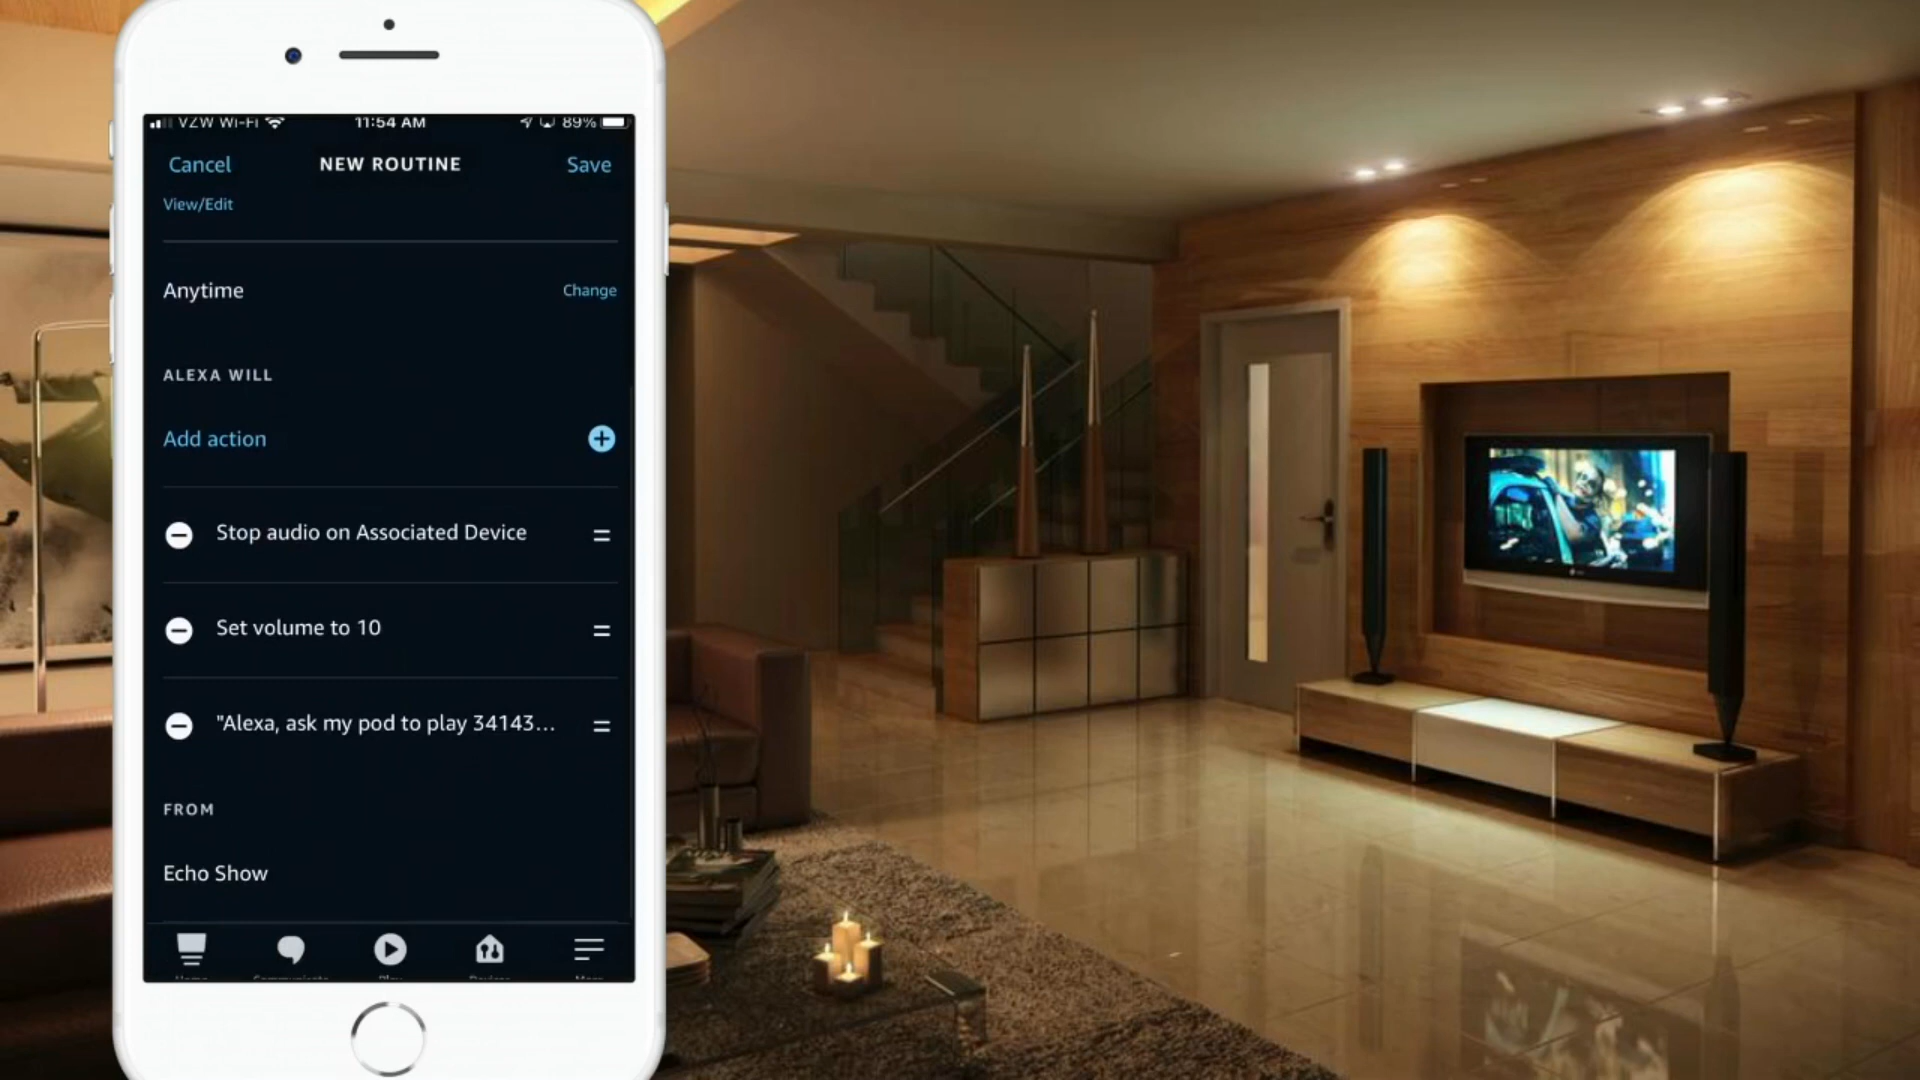 VZW Wi-Fi 11:54 AM 89%
Cancel NEW ROUTINE Save
View/Edit
Anytime Change
ALEXA WILL
Add action
Stop audio on Associated Device
Set volume to 10
"Alexa, ask my pod to play 34143...
FROM
Echo Show